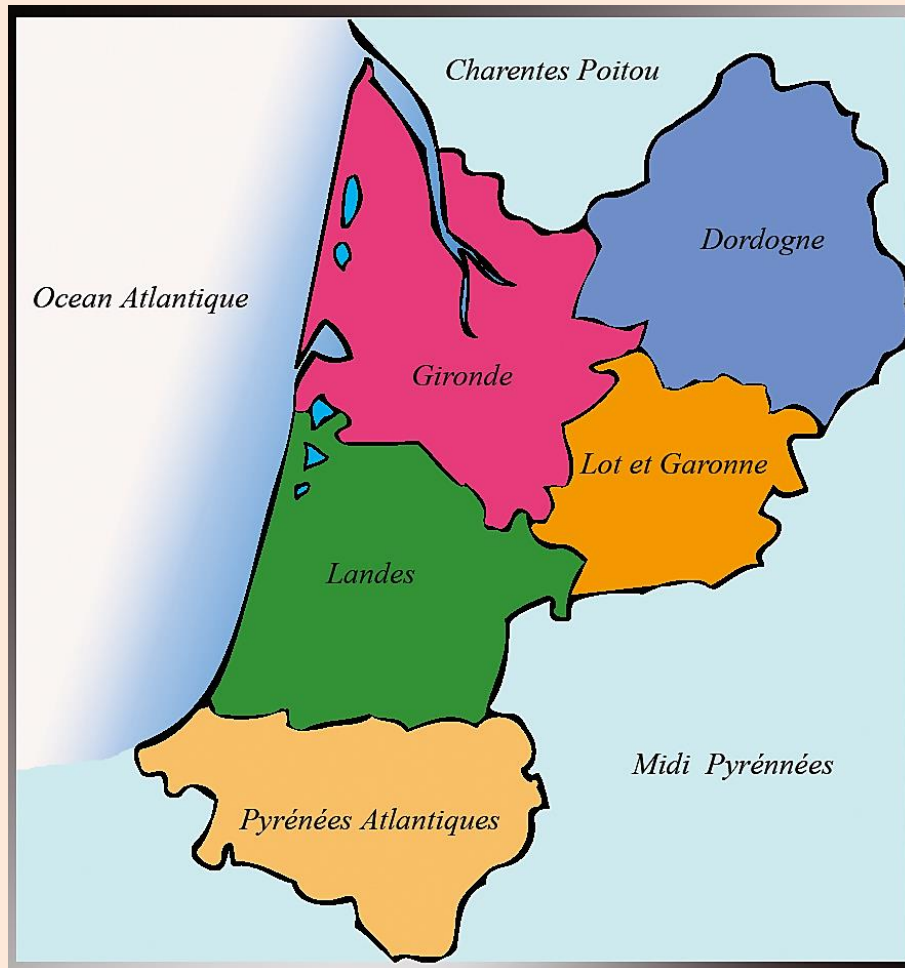 Charentes Poitou
Dordogne
Ocean Atlantique
Gironde
Lot et Garonne
Landes
Midi Pyrénnées
Pyrénées Atlantiques